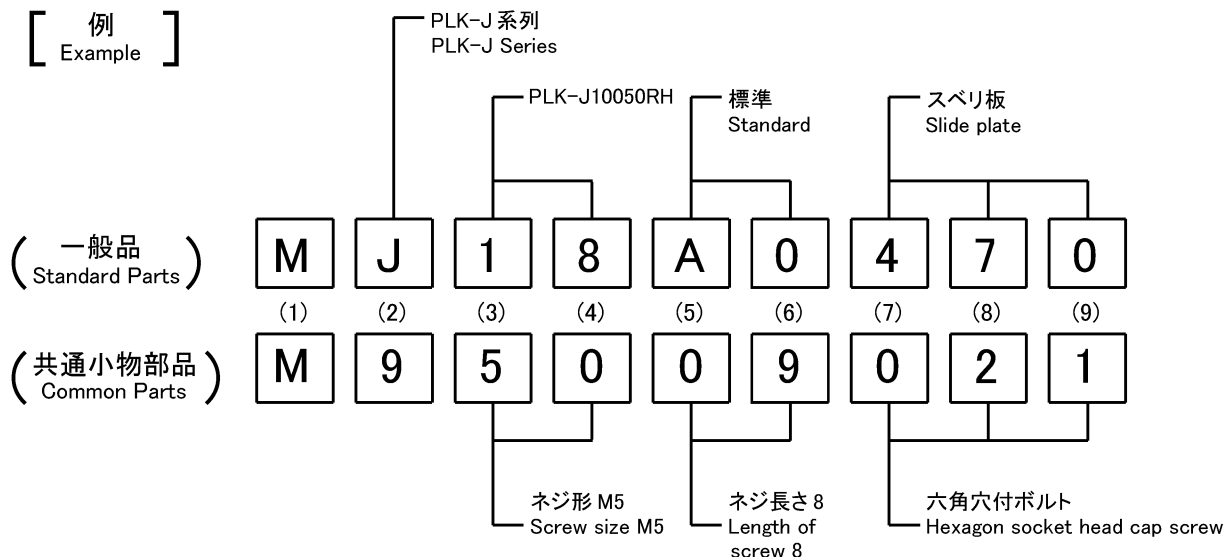 例
Example
PLK-J 系列
PLK-J Series
PLK-J10050RH
標準
Standard
スベリ板
Slide plate
一般品
Standard Parts
M J 1 8 A 0 4 7 0
(1) (2) (3) (4) (5) (6) (7) (8) (9)
共通小物部品
Common Parts
M 9 5 0 0 9 0 2 1
ネジ形 M5
Screw size M5
ネジ長さ 8
Length of
screw 8
六角穴付ボルト
Hexagon socket head cap screw